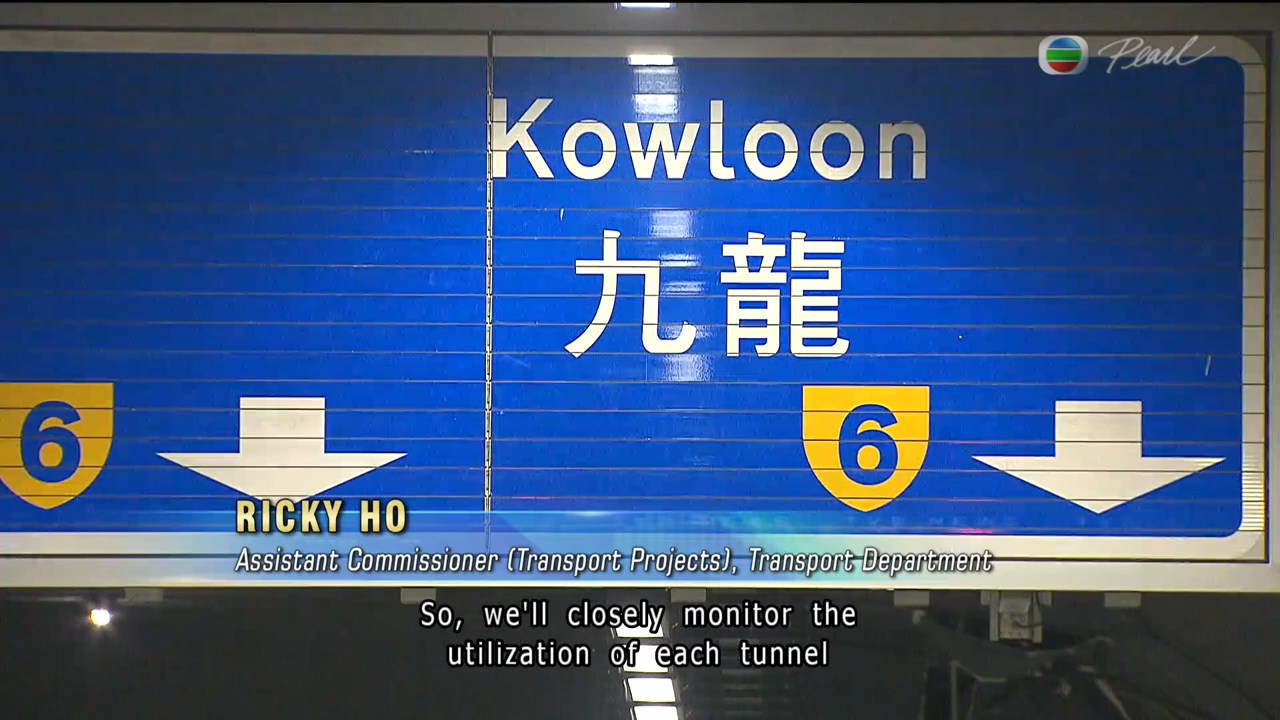 Pearl
Kowloon
九龍
6
6
RICKY HO
Assistant Commissioner (Transport Projects), Transport Department
So, we'll closely monitor the
utilization of each tunnel